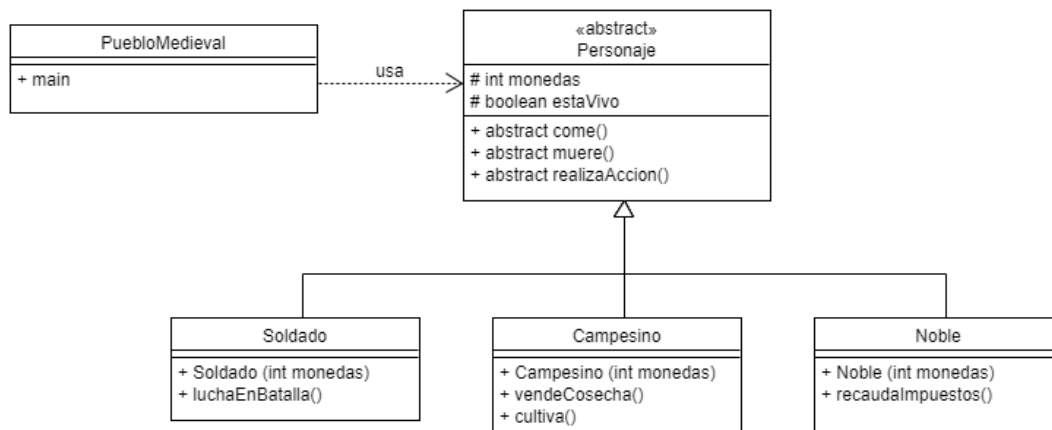 PuebloMedieval
+ main
usa
«abstract»
Personaje
# int monedas
# boolean estaVivo
+ abstract come()
+ abstract muere()
+ abstract realizaAccion()
Soldado
+ Soldado (int monedas)
+ luchaEnBatalla()
Campesino
+ Campesino (int monedas)
+ vendeCosecha()
+ cultiva()
Noble
+ Noble (int monedas)
+ recaudaImpuestos()